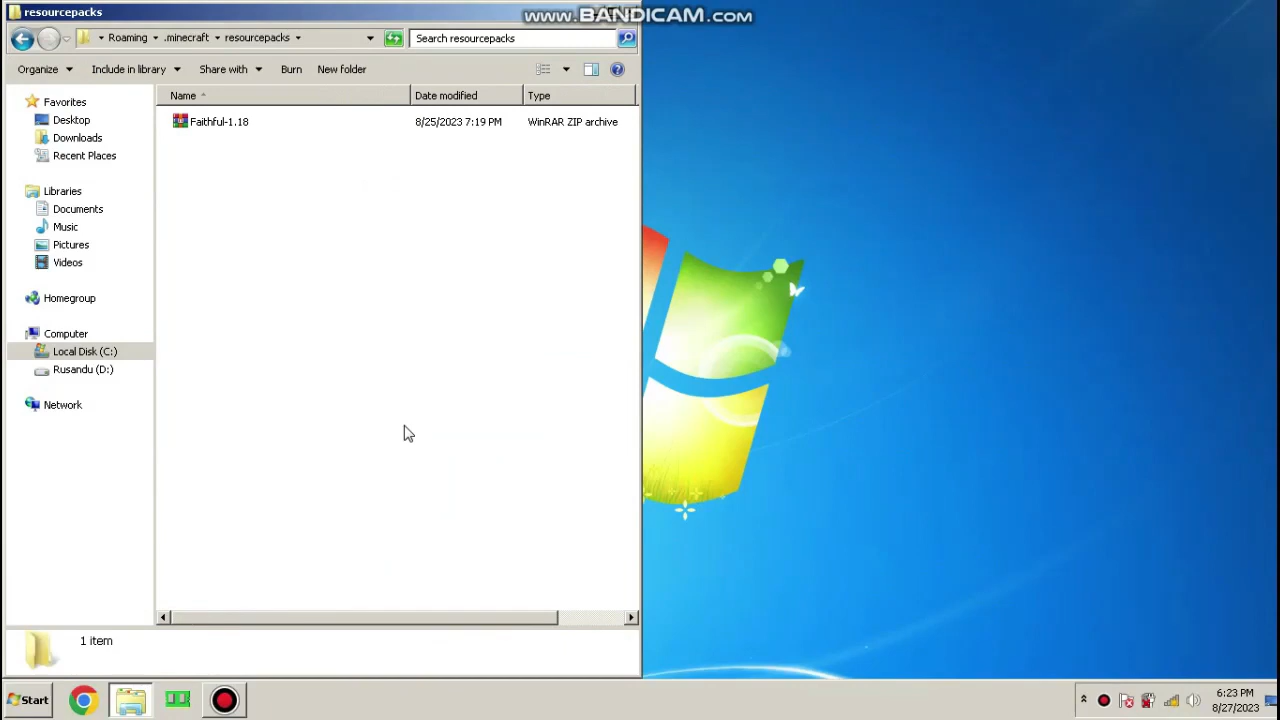 resourcepacks
www.BANDICAM.com
Roaming .minecraft resourcepacks
Search resourcepacks
Organize Include in library Share with Burn New folder
Name Date modified Type
Faithful-1.18 8/25/2023 7:19 PM WinRAR ZIP archive
Favorites
Desktop
Downloads
Recent Places
Libraries
Documents
Music
Pictures
Videos
Homegroup
Computer
Local Disk (C:)
Rusandu (D:)
Network
1 item
Start
6:23 PM
8/27/2023